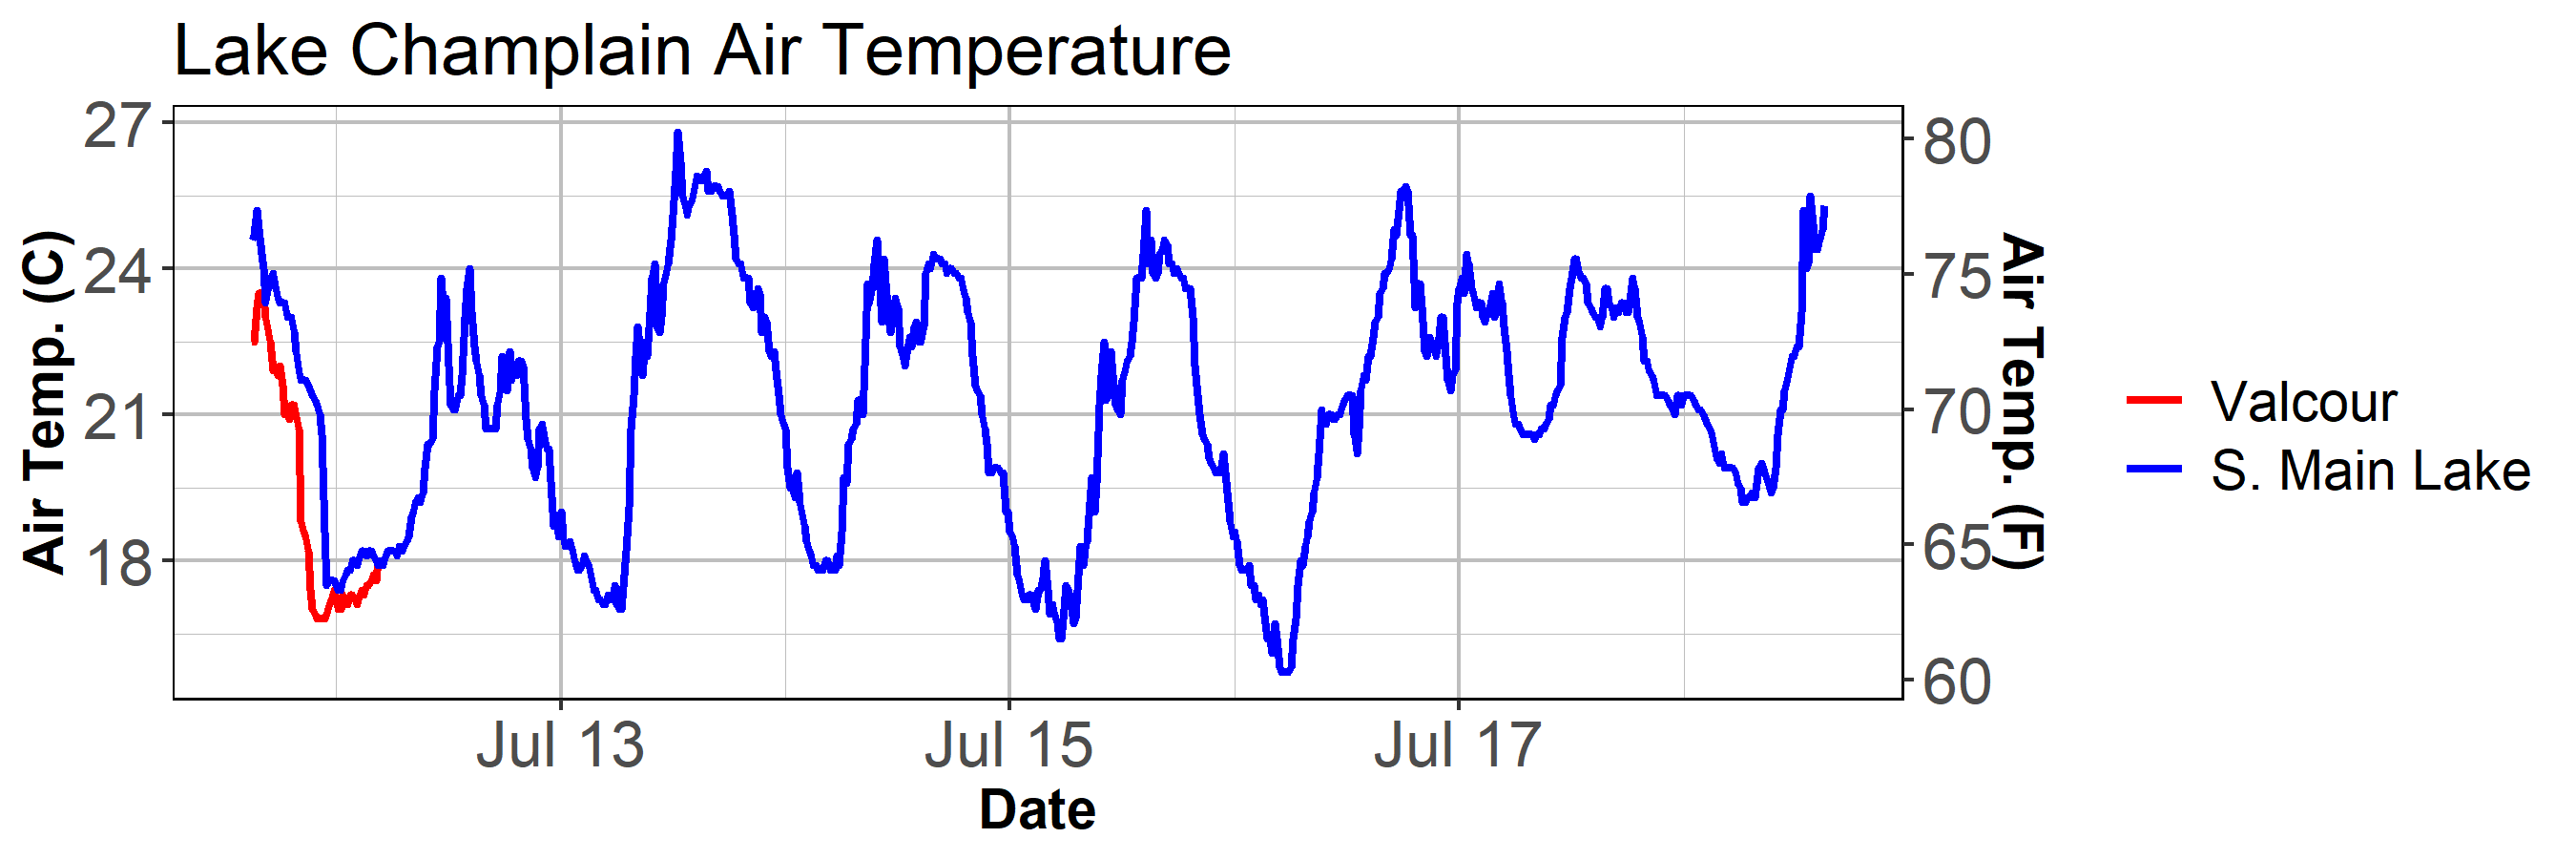 Lake Champlain Air Temperature
Air Temp. (C)
27
24
21
18
80
75
70
65
60
Air Temp. (F)
Jul 13
Jul 15
Jul 17
Date
Valcour
S. Main Lake